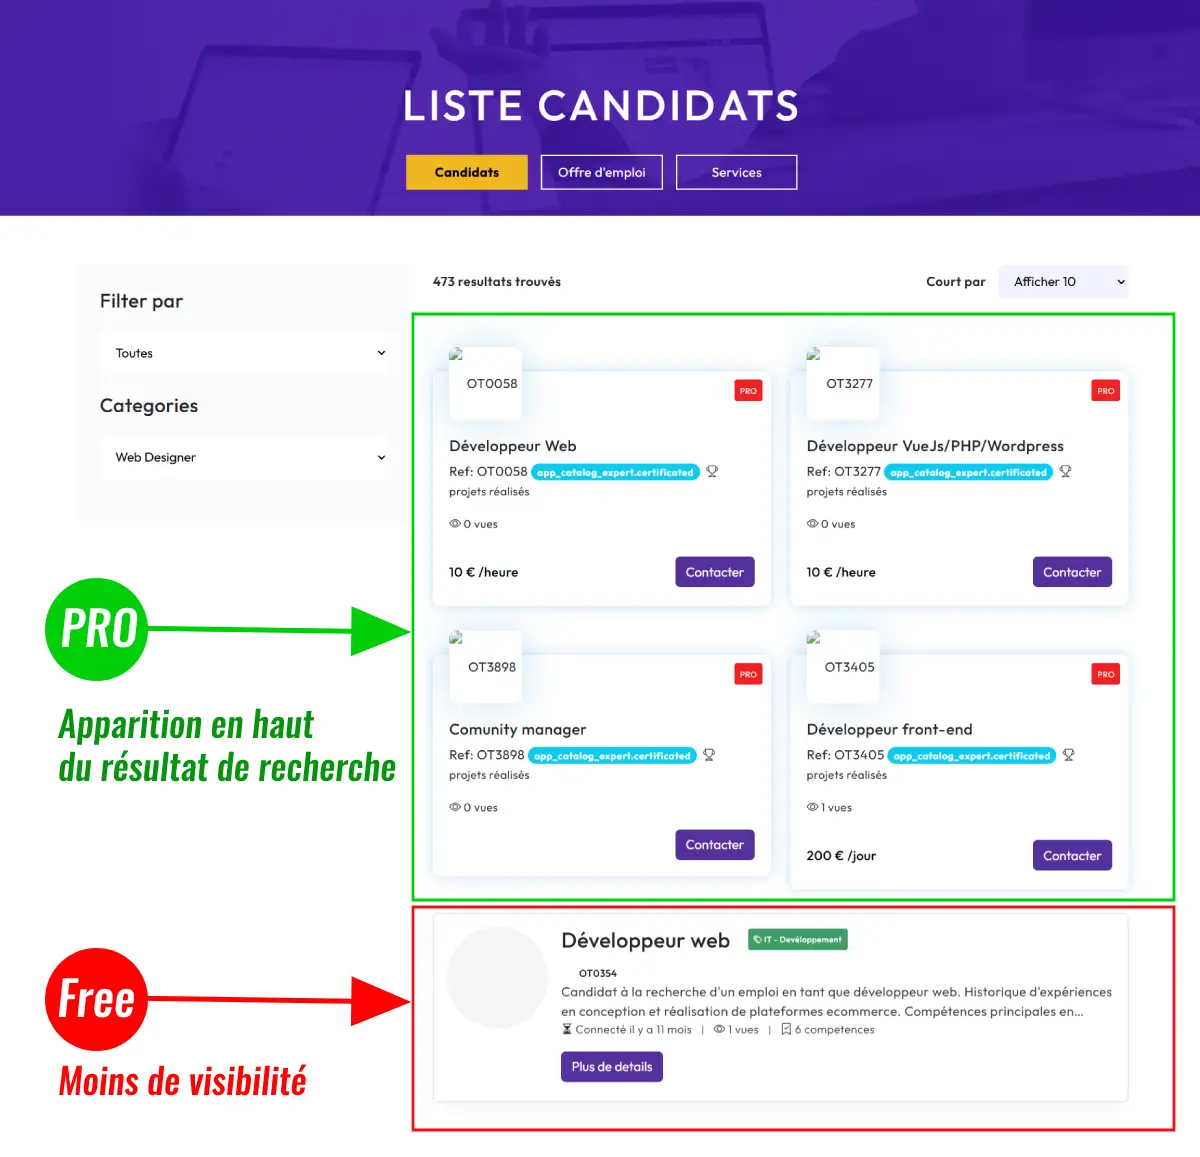 LISTE CANDIDATS
Candidats
Offre d'emploi
Services
Filter par
Toutes
Categories
Web Designer
473 resultats trouvés
Court par
Afficher 10
OT0058
PRO
Développeur Web
Ref: OT0058 app_catalog_expert.certificated
projets réalisés
0 vues
10 € /heure
Contacter
OT3277
PRO
Développeur VueJs/PHP/Wordpress
Ref: OT3277 app_catalog_expert.certificated
projets réalisés
0 vues
10 € /heure
Contacter
PRO
Apparition en haut
du résultat de recherche
OT3898
PRO
Comunity manager
Ref: OT3898 app_catalog_expert.certificated
projets réalisés
0 vues
Contacter
OT3405
PRO
Développeur front-end
Ref: OT3405 app_catalog_expert.certificated
projets réalisés
1 vues
200 € /jour
Contacter
Free
Moins de visibilité
Développeur web
IT - Devéloppement
OT0354
Candidat à la recherche d'un emploi en tant que développeur web. Historique d'expériences
en conception et réalisation de plateformes ecommerce. Compétences principales en...
Connecté il y a 11 mois | 1 vues | 6 competences
Plus de details